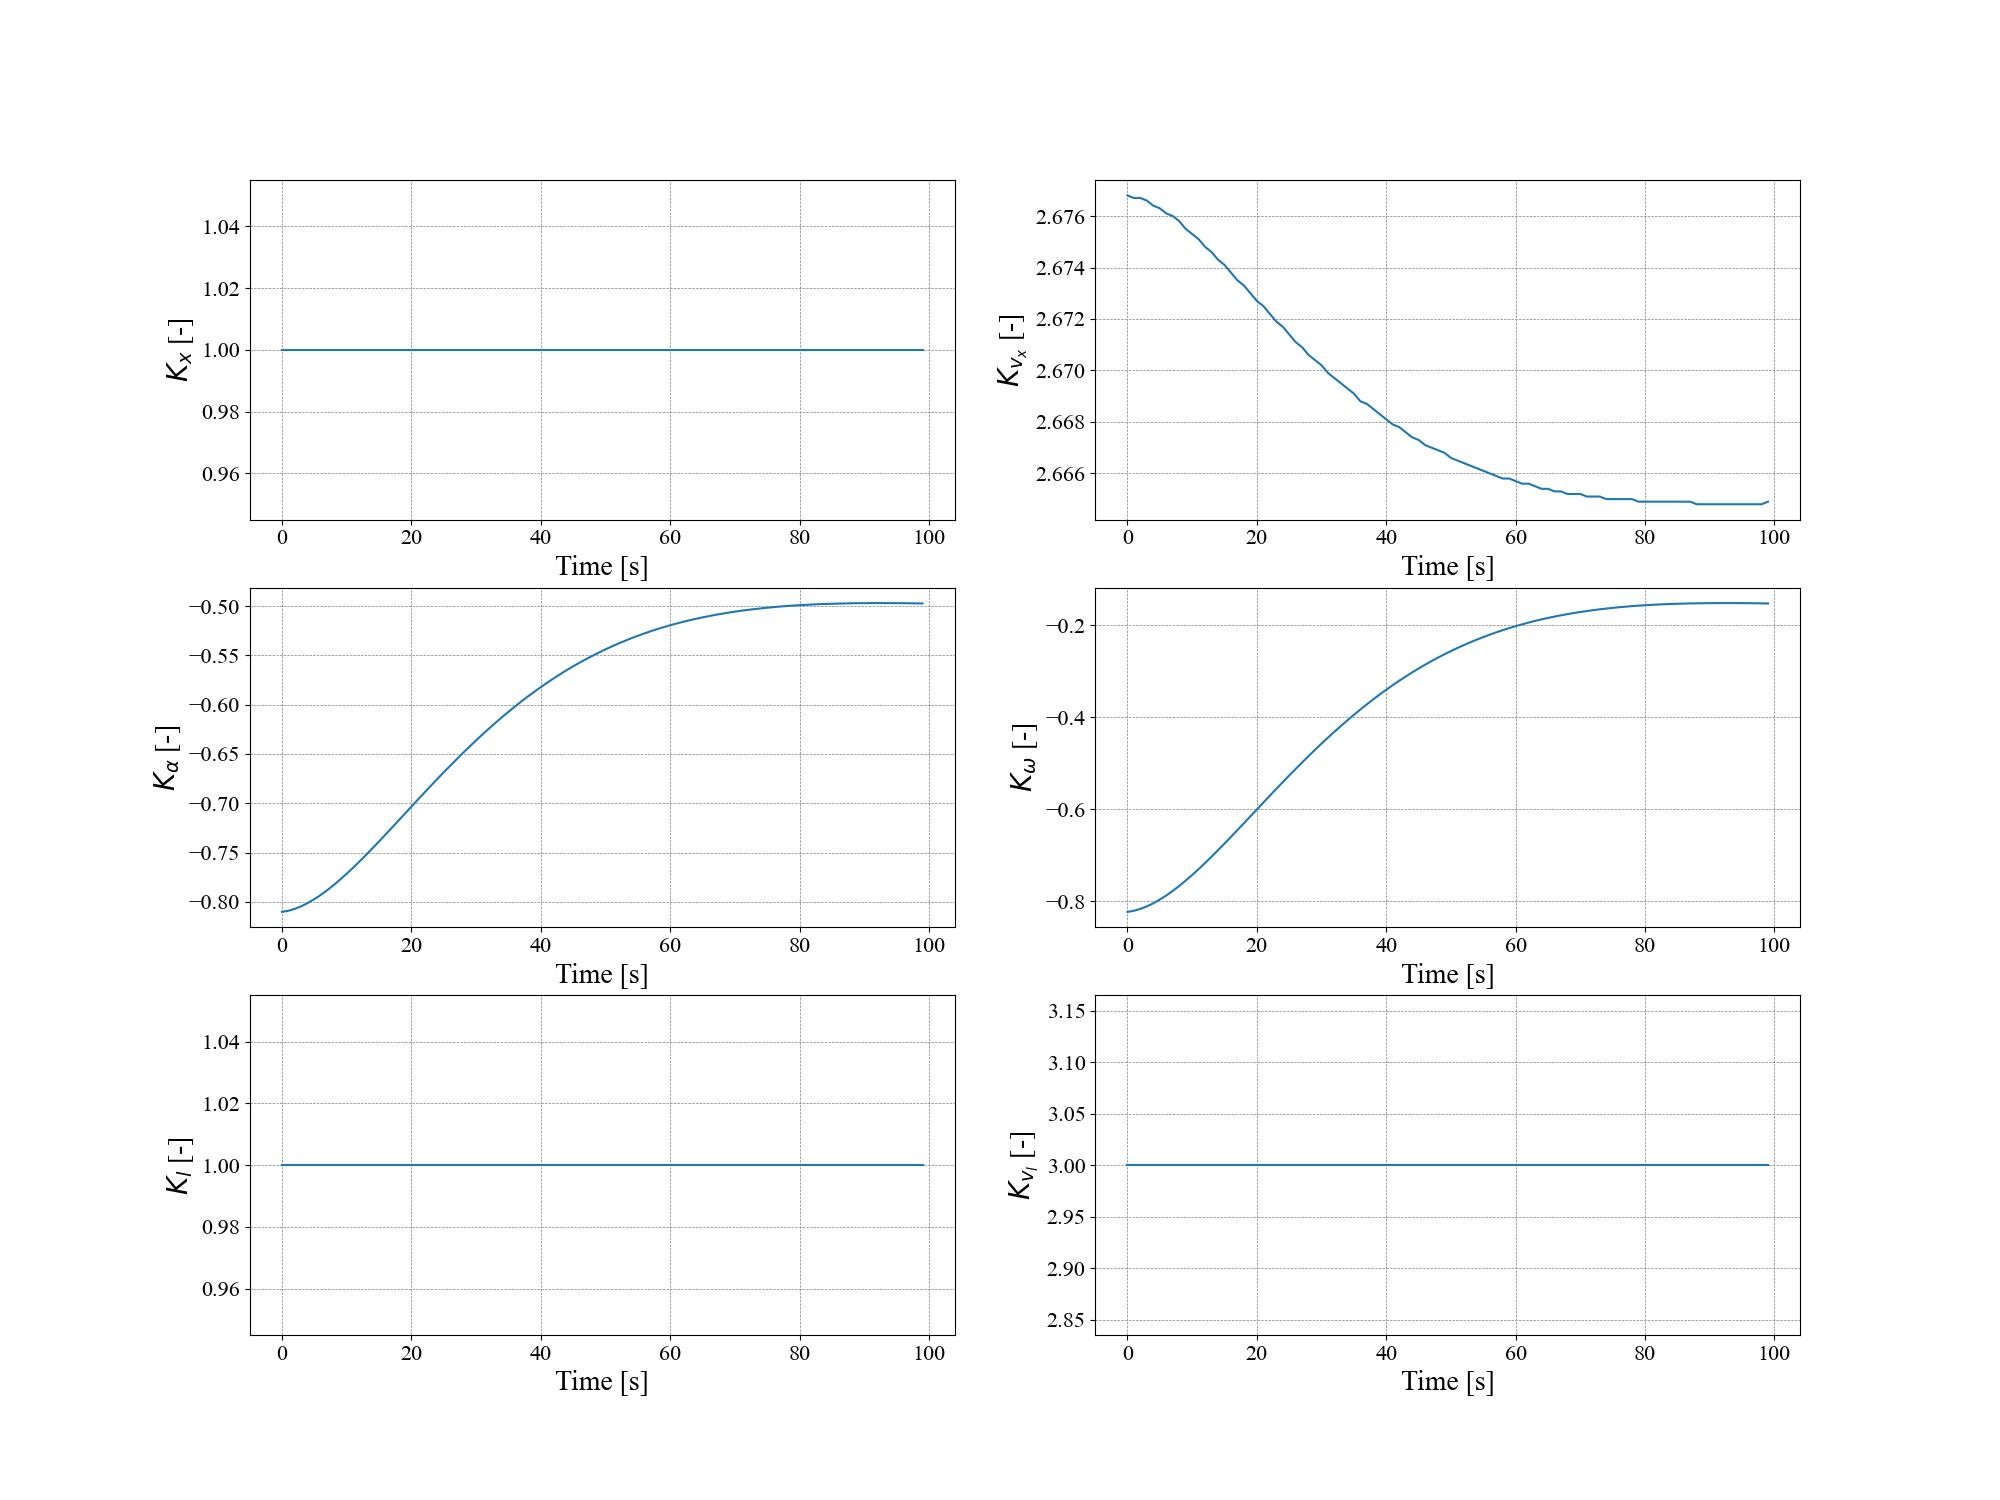 1.04
1.02
1.00
0.98
0.96
K_x [-]
0 20 40 60 80 100
Time [s]
2.676
2.674
2.672
2.670
2.668
2.666
K_{v_x} [-]
0 20 40 60 80 100
Time [s]
−0.50
−0.55
−0.60
−0.65
−0.70
−0.75
−0.80
K_α [-]
0 20 40 60 80 100
Time [s]
−0.2
−0.4
−0.6
−0.8
K_ω [-]
0 20 40 60 80 100
Time [s]
1.04
1.02
1.00
0.98
0.96
K_l [-]
0 20 40 60 80 100
Time [s]
3.15
3.10
3.05
3.00
2.95
2.90
2.85
K_{v_l} [-]
0 20 40 60 80 100
Time [s]